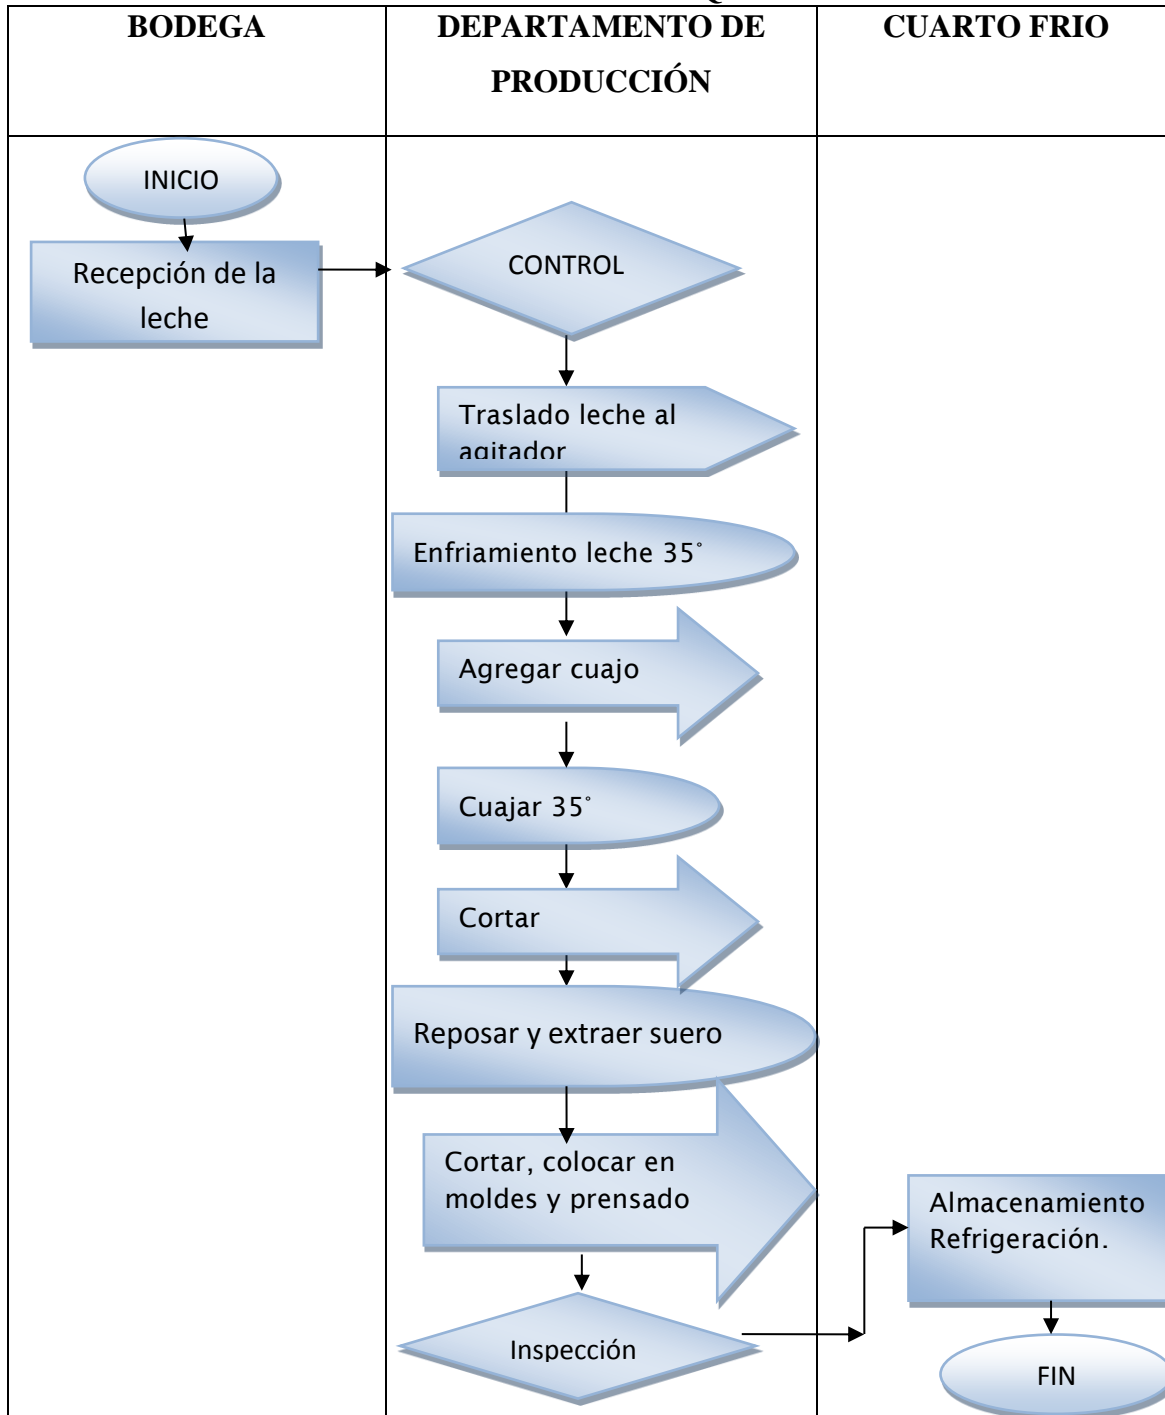 BODEGA
DEPARTAMENTO DE
PRODUCCIÓN
CUARTO FRIO
INICIO
Recepción de la
leche
CONTROL
Traslado leche al
agitador
Enfriamiento leche 35°
Agregar cuajo
Cuajar 35°
Cortar
Reposar y extraer suero
Cortar, colocar en
moldes y prensado
Inspección
Almacenamiento
Refrigeración.
FIN